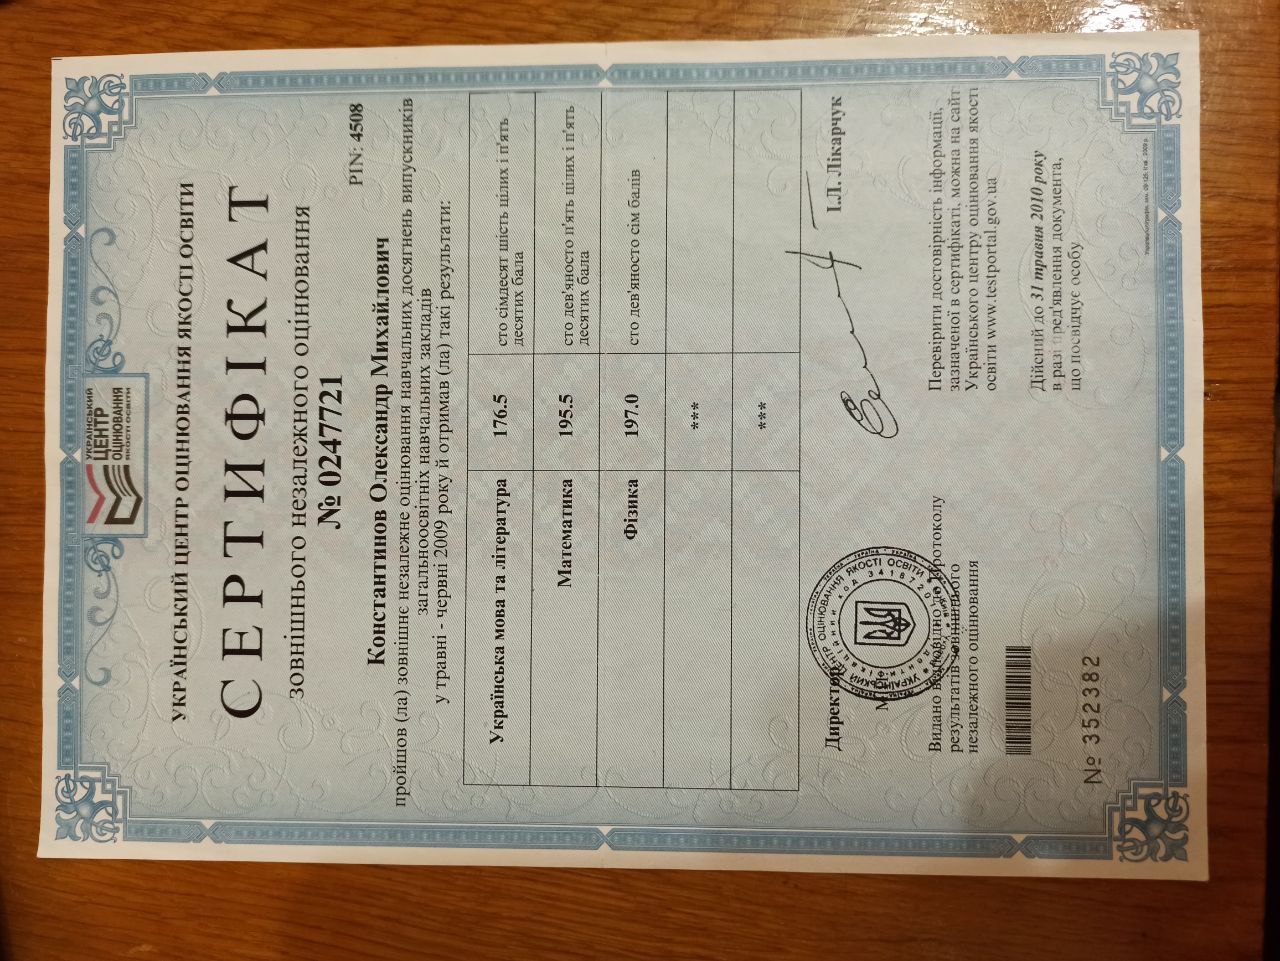 УКРАЇНСЬКИЙ
ЦЕНТР
ОЦІНЮВАННЯ
ЯКОСТІ ОСВІТИ
УКРАЇНСЬКИЙ ЦЕНТР ОЦІНЮВАННЯ ЯКОСТІ ОСВІТИ
СЕРТИФІКАТ
зовнішнього незалежного оцінювання
№ 0247721
PIN: 4508
Константинов Олександр Михайлович
пройшов (ла) зовнішнє незалежне оцінювання навчальних досягнень випускників
загальноосвітніх навчальних закладів
у травні - червні 2009 року й отримав (ла) такі результати:
Українська мова та література 176.5 сто сімдесят шість цілих і п'ять
десятих бала
Математика 195.5 сто дев'яносто п'ять цілих і п'ять
десятих бала
Фізика 197.0 сто дев'яносто сім балів
***
***
Директор І.Л. Лікарчук
Видано відповідно до протоколу
результатів зовнішнього
незалежного оцінювання
Перевірити достовірність інформації,
зазначеної в сертифікаті, можна на сайті
Українського центру оцінювання якості
освіти www.testportal.gov.ua
Дійсний до 31 травня 2010 року
в разі пред'явлення документа,
що посвідчує особу
№ 352382